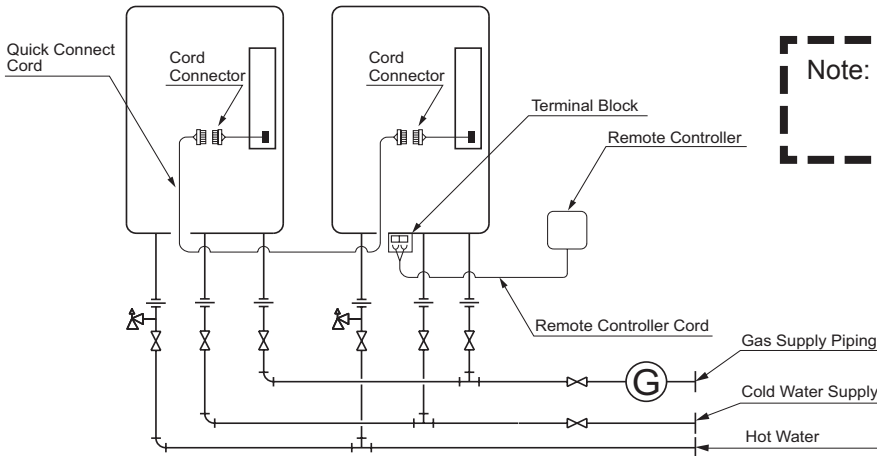 Quick Connect
Cord
Cord
Connector
Cord
Connector
Terminal Block
Remote Controller
Note:
Remote Controller Cord
Gas Supply Piping
G
Cold Water Supply
Hot Water